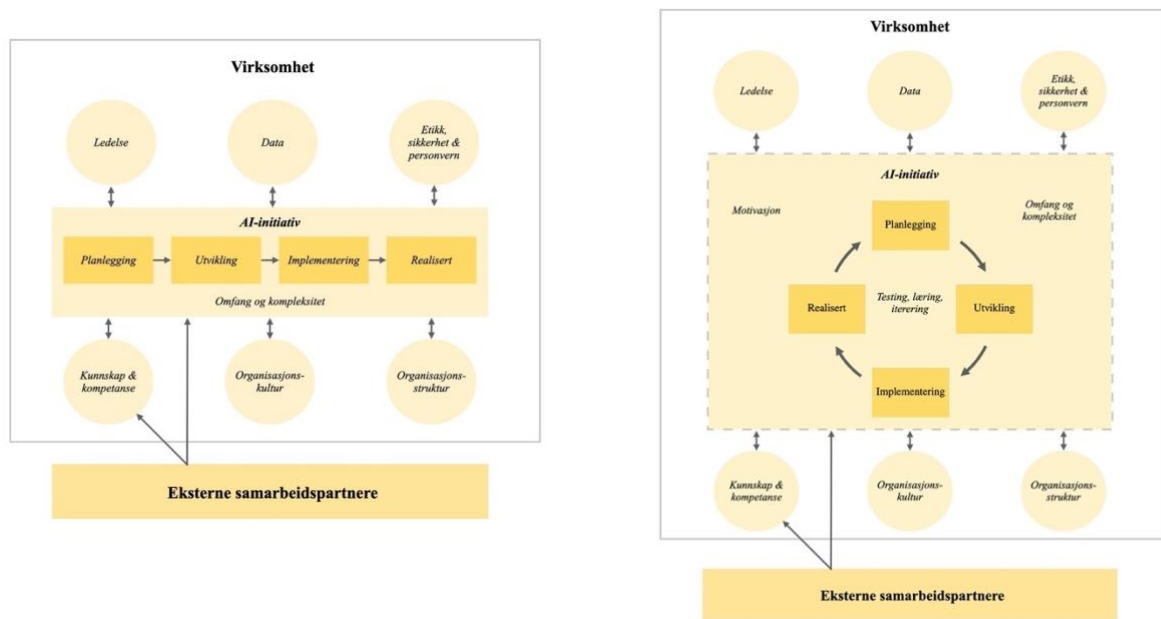 Virksomhet
Ledelse
Data
Etikk,
sikkerhet &
personvern
AI-initiativ
Planlegging
Utvikling
Implementering
Realisert
Omfang og kompleksitet
Kunnskap &
kompetanse
Organisasjons-
kultur
Organisasjons-
struktur
Eksterne samarbeidspartnere
Virksomhet
Ledelse
Data
Etikk,
sikkerhet &
personvern
AI-initiativ
Motivasjon
Omfang og
kompleksitet
Planlegging
Realisert
Testing, læring,
iterering
Utvikling
Implementering
Kunnskap &
kompetanse
Organisasjons-
kultur
Organisasjons-
struktur
Eksterne samarbeidspartnere